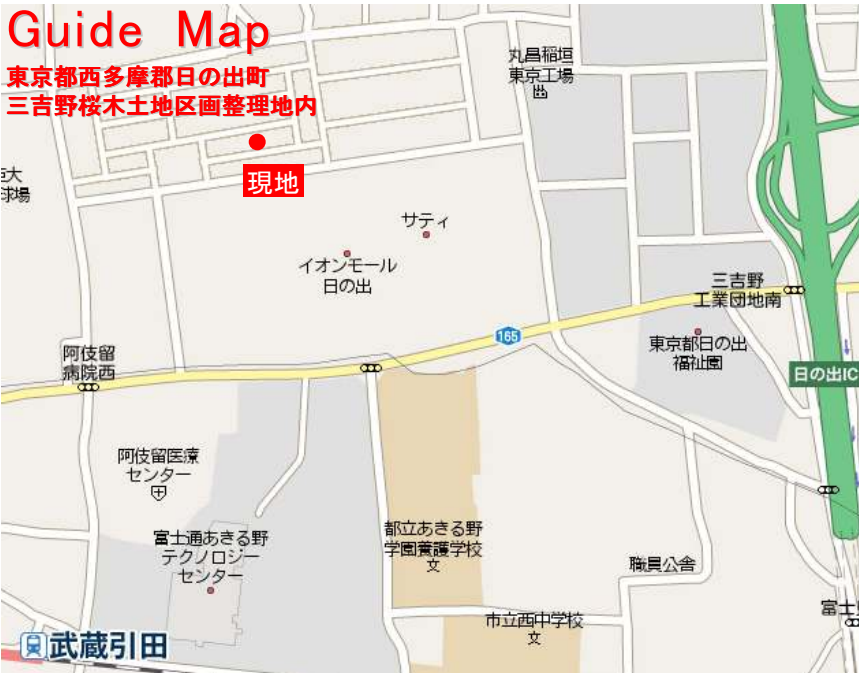 Guide Map
東京都西多摩郡日の出町
三吉野桜木土地区画整理地内
丸昌稲垣
東京工場
球場
現地
サティ
イオンモール
日の出
三吉野
工業団地南
165
東京都日の出
福祉園
阿伎留
病院西
日の出IC
阿伎留医療
センター
富士通あきる野
テクノロジー
センター
都立あきる野
学園養護学校
文
職員公舎
市立西中学校
文
富士
武蔵引田